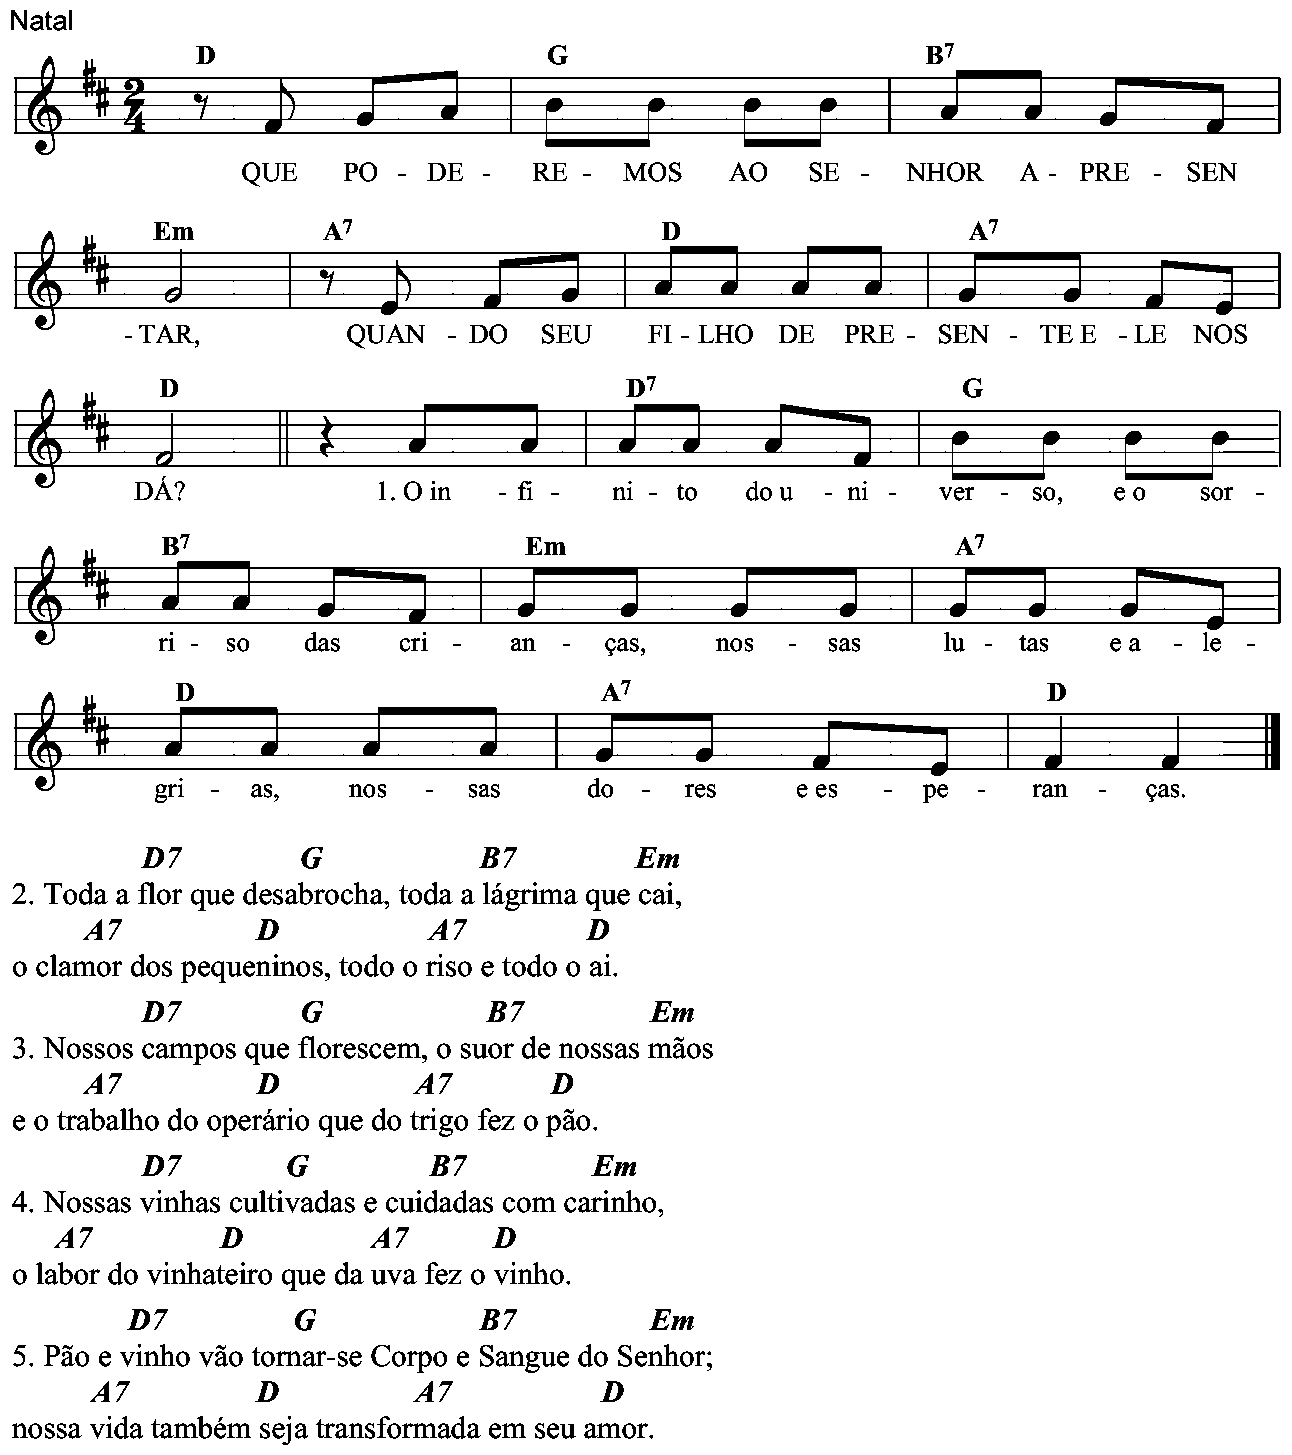 Natal
D G B7
2 4
QUE PO - DE - RE - MOS AO SE - NHOR A - PRE - SEN
Em A7 D A7
- TAR, QUAN - DO SEU FI - LHO DE PRE - SEN - TE E - LE NOS
D D7 G
DÁ? 1. O in - fi - ni - to do u - ni - ver - so, e o sor -
B7 Em A7
ri - so das cri - an - ças, nos - sas lu - tas e a - le -
D A7 D
gri - as, nos - sas do - res e es - pe - ran - ças.
D7 G B7 Em
2. Toda a flor que desabrocha, toda a lágrima que cai,
A7 D A7 D
o clamor dos pequeninos, todo o riso e todo o ai.
D7 G B7 Em
3. Nossos campos que florescem, o suor de nossas mãos
A7 D A7 D
e o trabalho do operário que do trigo fez o pão.
D7 G B7 Em
4. Nossas vinhas cultivadas e cuidadas com carinho,
A7 D A7 D
o labor do vinhateiro que da uva fez o vinho.
D7 G B7 Em
5. Pão e vinho vão tornar-se Corpo e Sangue do Senhor;
A7 D A7 D
nossa vida também seja transformada em seu amor.